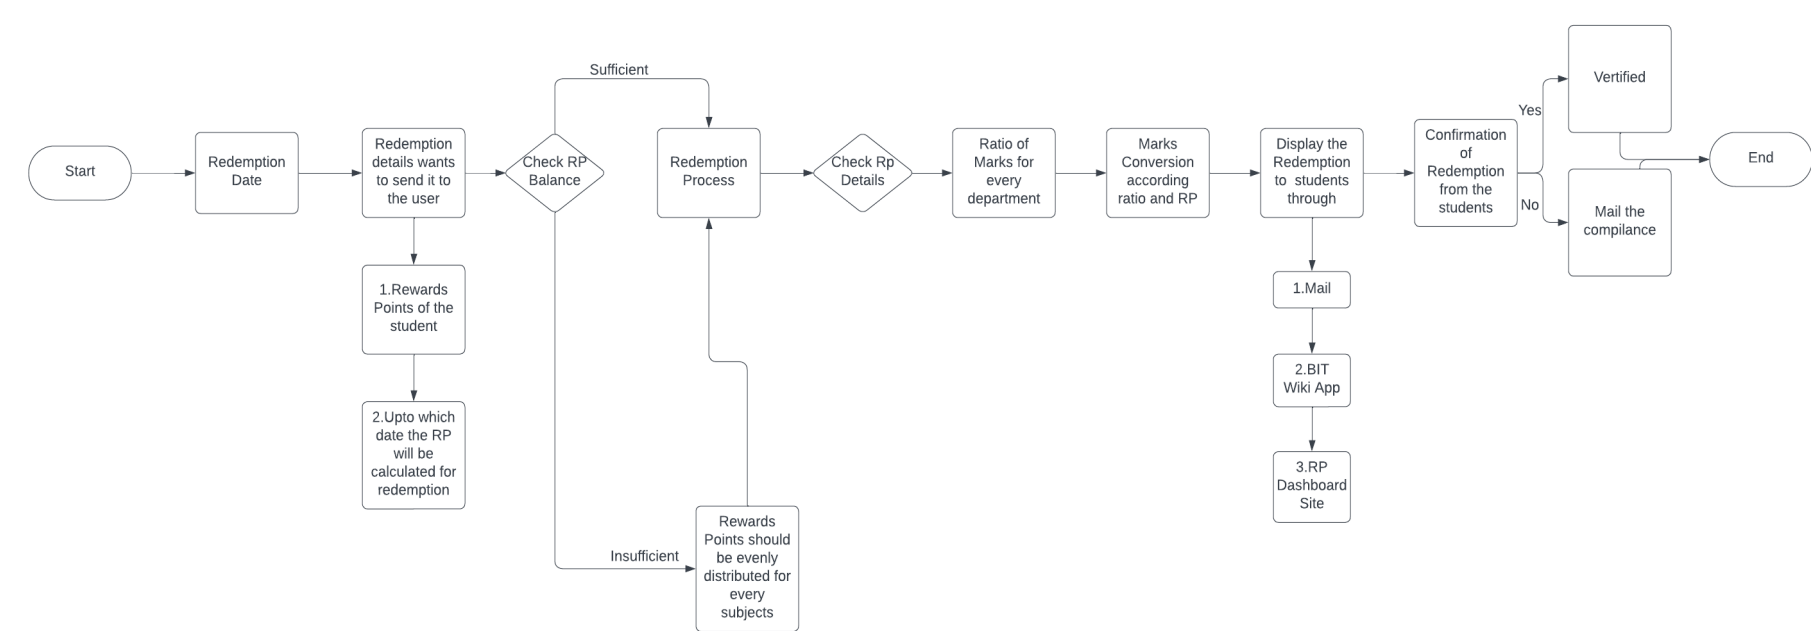 Start
Redemption
Date
Redemption
details wants
to send it to
the user
1.Rewards
Points of the
student
2.Upto which
date the RP
will be
calculated for
redemption
Check RP
Balance
Sufficient
Insufficient
Rewards
Points should
be evenly
distributed for
every
subjects
Redemption
Process
Check Rp
Details
Ratio of
Marks for
every
department
Marks
Conversion
according
ratio and RP
Display the
Redemption
to students
through
1.Mail
2.BIT
Wiki App
3.RP
Dashboard
Site
Confirmation
of
Redemption
from the
students
Yes
Vertified
No
Mail the
compilance
End